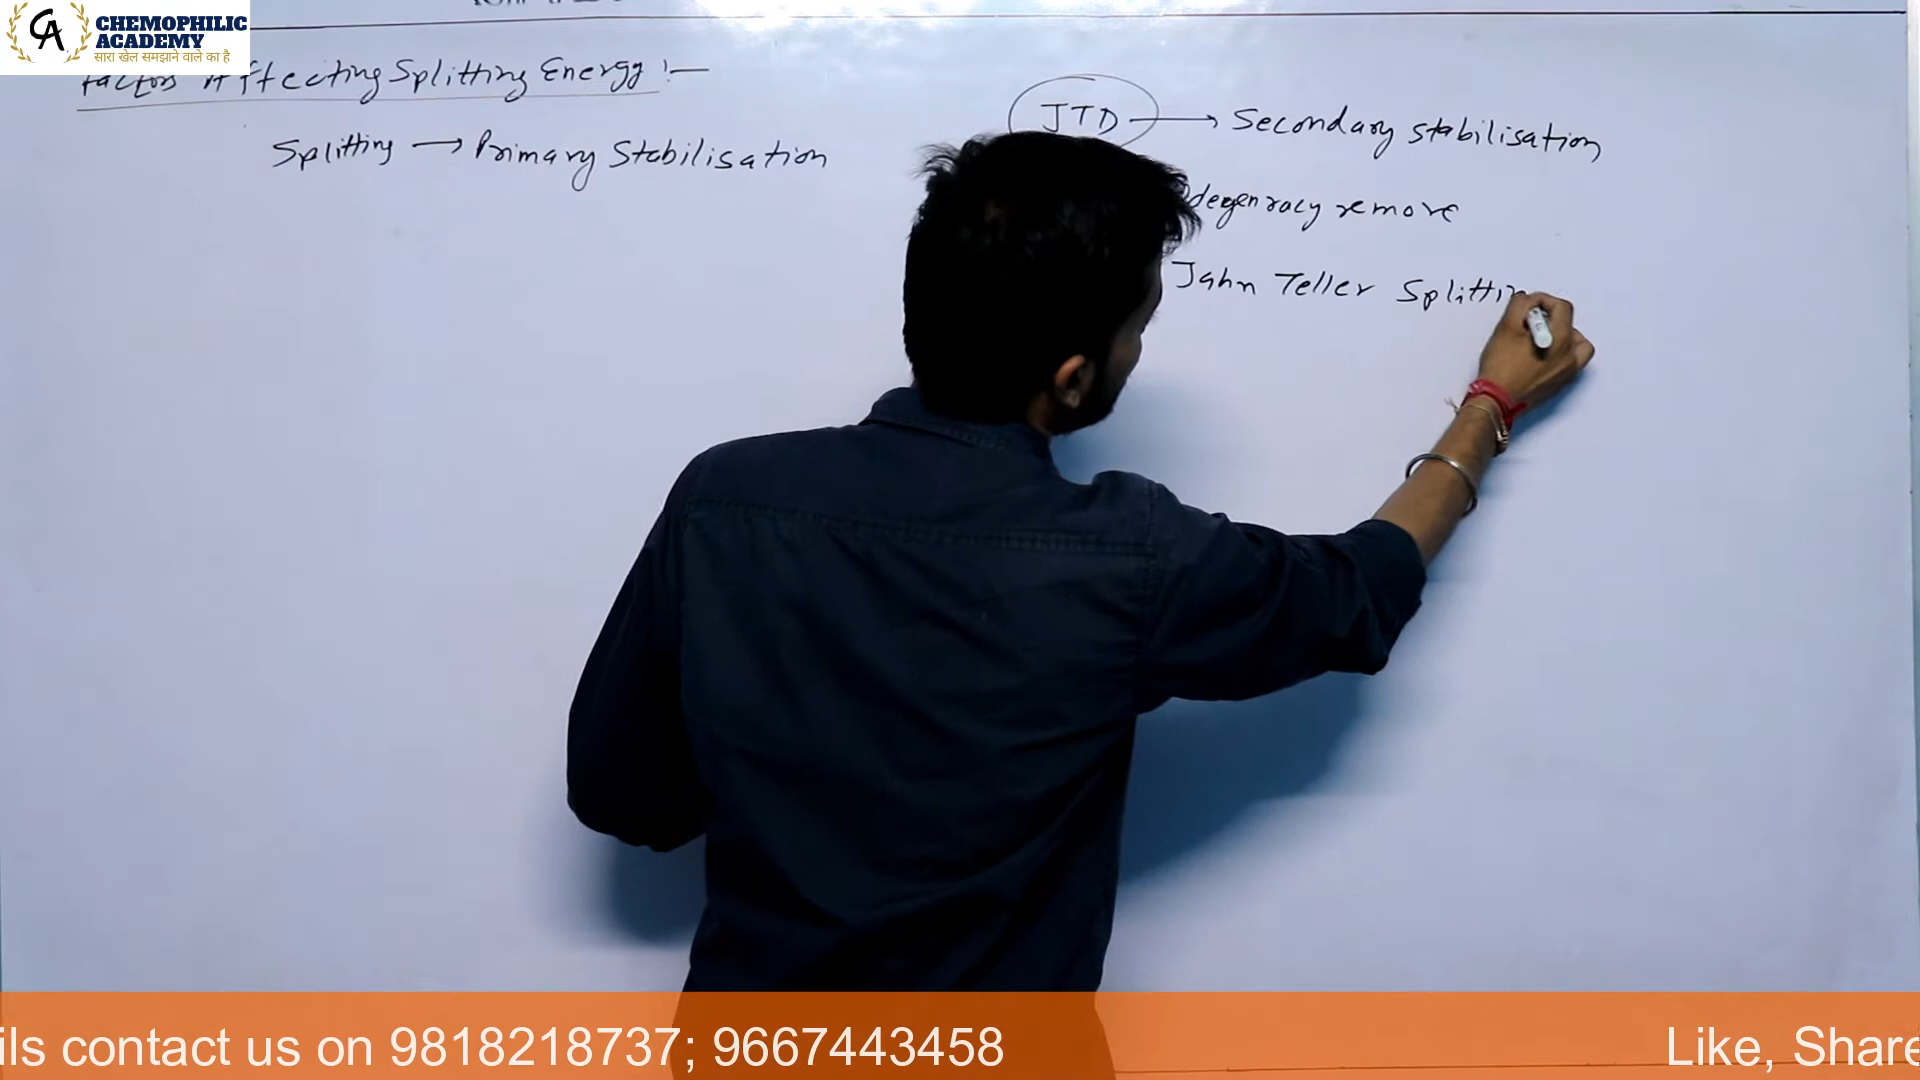 CHEMOPHILIC
ACADEMY
सारा खेल समझाने वाले का है
Factors Affecting Splitting Energy :—
Splitting → Primary Stabilisation
JTD → Secondary stabilisation
degenracy remove
Jahn Teller Splittin
ils contact us on 9818218737; 9667443458
Like, Share